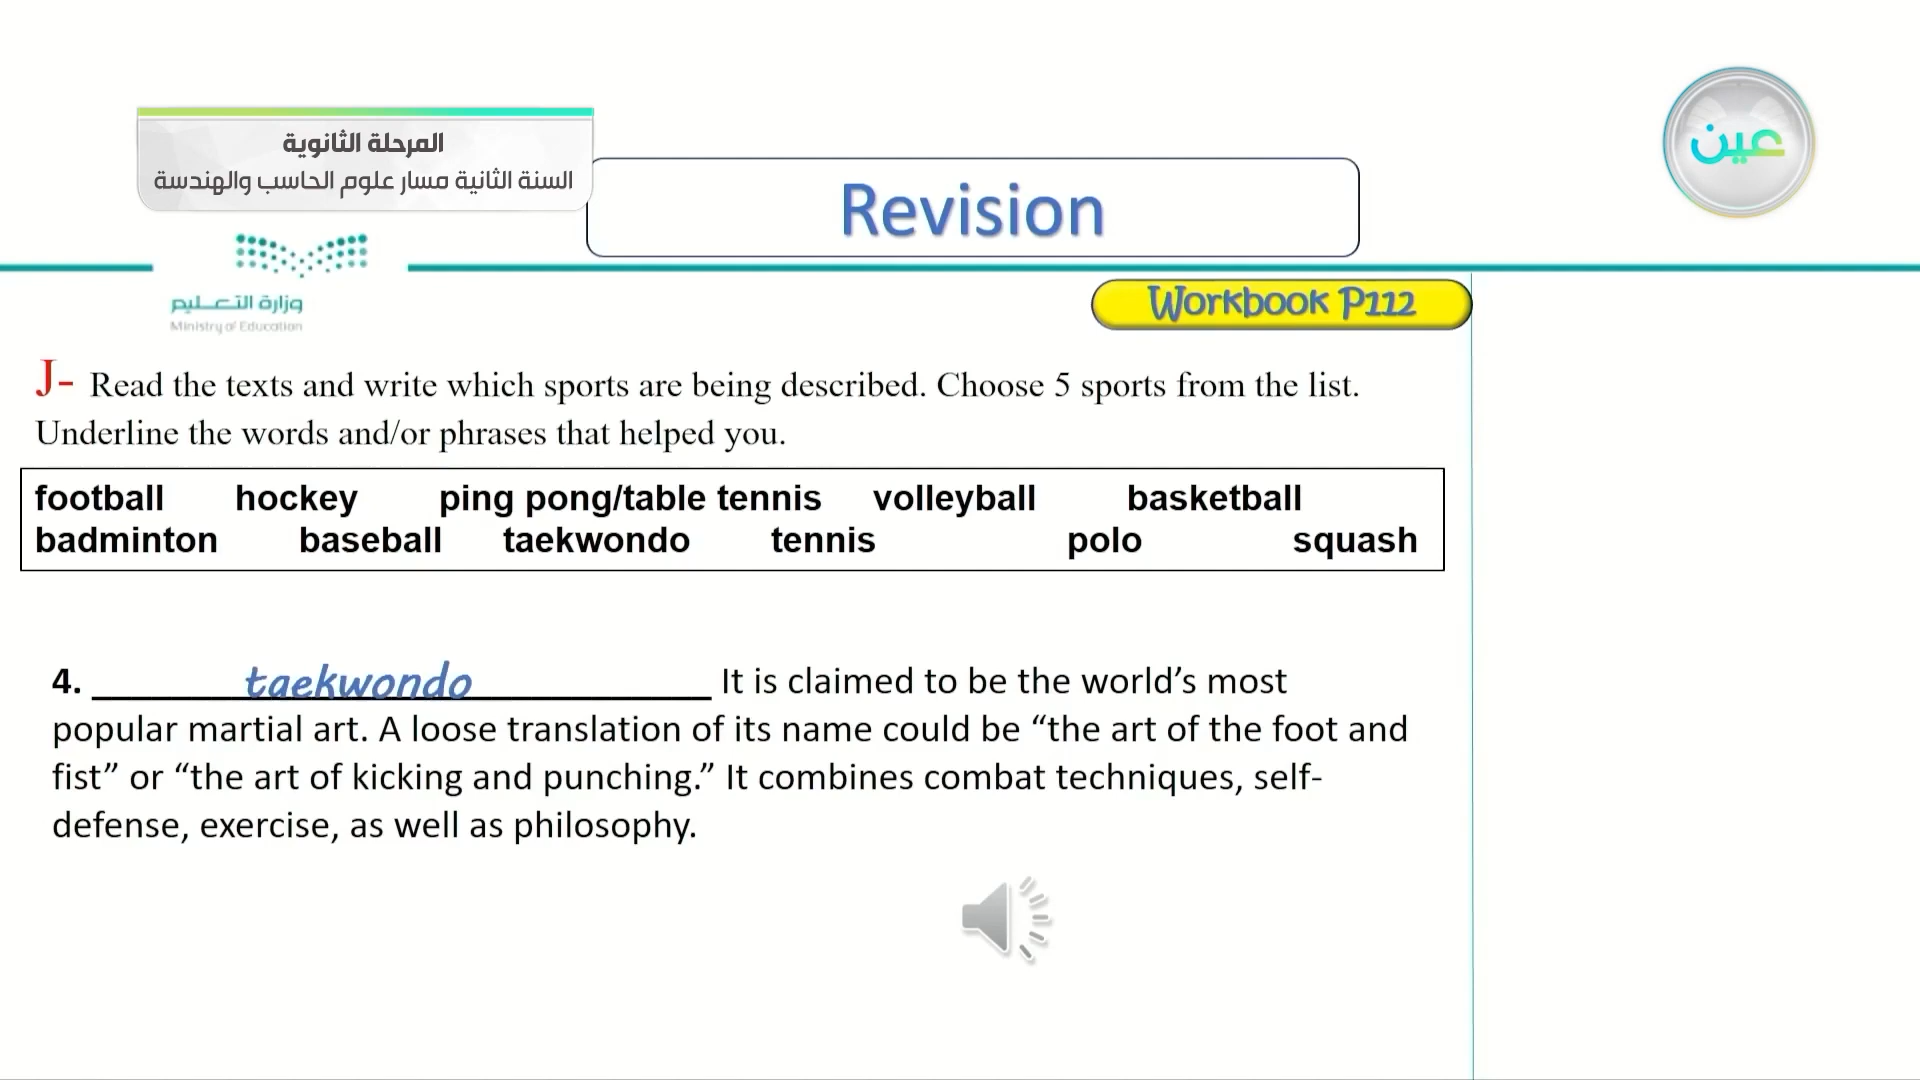 المرحلة الثانوية
السنة الثانية مسار علوم الحاسب والهندسة
عين
Revision
وزارة التعليم
Ministry of Education
Workbook P112
J- Read the texts and write which sports are being described. Choose 5 sports from the list.
Underline the words and/or phrases that helped you.
football hockey ping pong/table tennis volleyball basketball
badminton baseball taekwondo tennis polo squash
4. taekwondo It is claimed to be the world’s most
popular martial art. A loose translation of its name could be “the art of the foot and
fist” or “the art of kicking and punching.” It combines combat techniques, self-
defense, exercise, as well as philosophy.